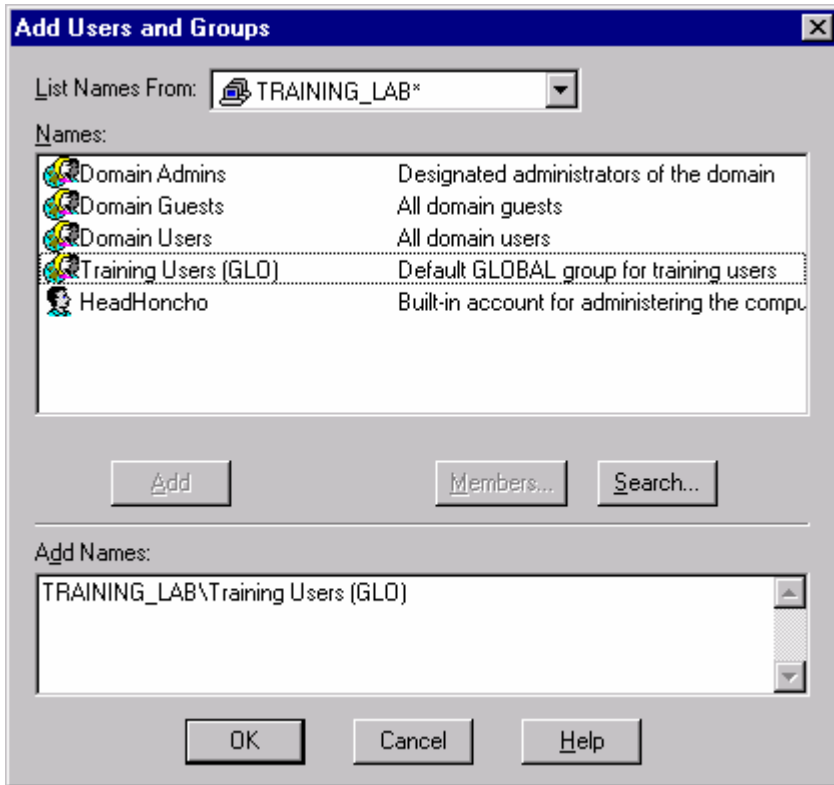 Add Users and Groups
List Names From: TRAINING_LAB*
Names:
Domain Admins Designated administrators of the domain
Domain Guests All domain guests
Domain Users All domain users
Training Users (GLO) Default GLOBAL group for training users
HeadHoncho Built-in account for administering the compu
Add Members... Search...
Add Names:
TRAINING_LAB\Training Users (GLO)
OK Cancel Help